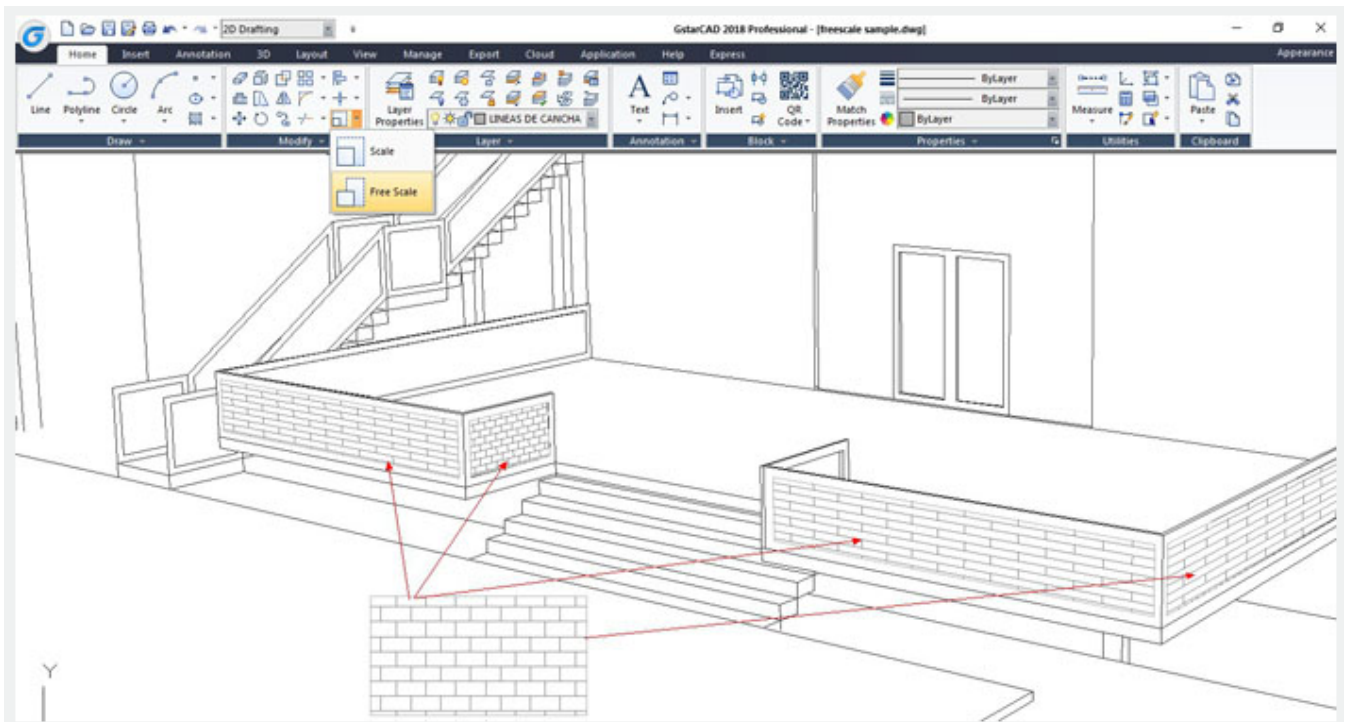 2D Drafting
GstarCAD 2018 Professional - [freescale sample.dwg]
Home Insert Annotation 3D Layout View Manage Export Cloud Application Help Express Appearance
Line Polyline Circle Arc
Layer Properties
LINEAS DE CANCHA
Text
Insert
QR Code
Match Properties
ByLayer
ByLayer
ByLayer
Measure
Paste
Draw Modify Layer Annotation Block Properties Utilities Clipboard
Scale
Free Scale
Y